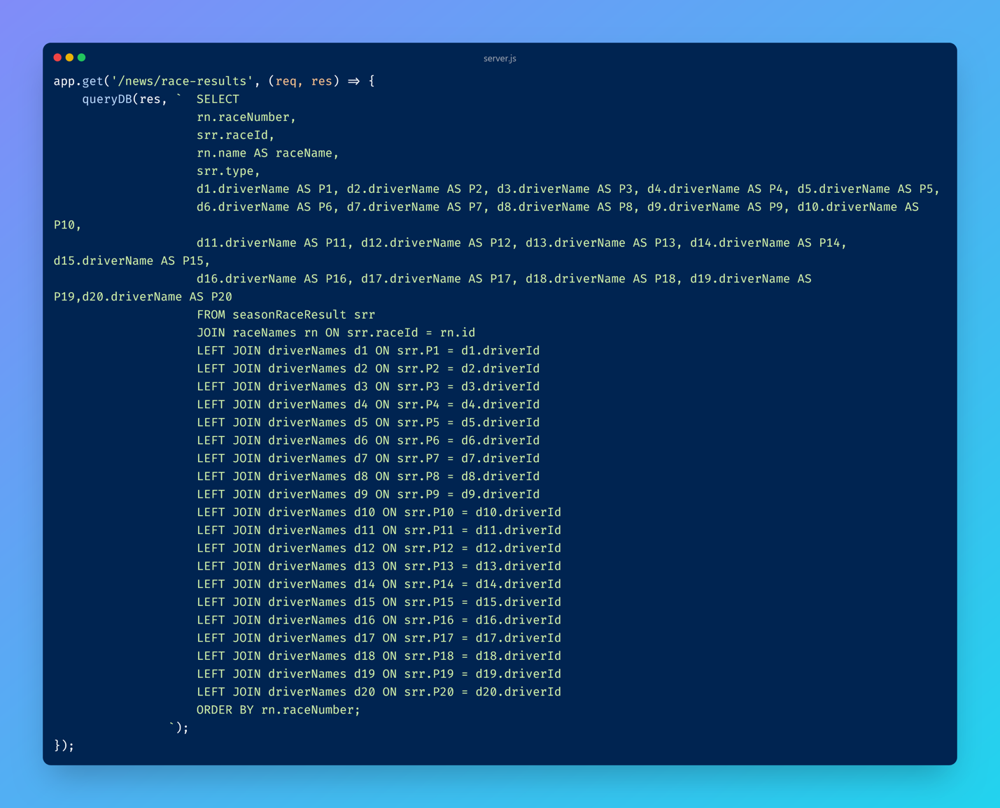 server.js
app.get('/news/race-results', (req, res) => {
queryDB(res, `  SELECT
rn.raceNumber,
srr.raceId,
rn.name AS raceName,
srr.type,
d1.driverName AS P1, d2.driverName AS P2, d3.driverName AS P3, d4.driverName AS P4, d5.driverName AS P5,
d6.driverName AS P6, d7.driverName AS P7, d8.driverName AS P8, d9.driverName AS P9, d10.driverName AS
P10,
d11.driverName AS P11, d12.driverName AS P12, d13.driverName AS P13, d14.driverName AS P14,
d15.driverName AS P15,
d16.driverName AS P16, d17.driverName AS P17, d18.driverName AS P18, d19.driverName AS
P19,d20.driverName AS P20
FROM seasonRaceResult srr
JOIN raceNames rn ON srr.raceId = rn.id
LEFT JOIN driverNames d1 ON srr.P1 = d1.driverId
LEFT JOIN driverNames d2 ON srr.P2 = d2.driverId
LEFT JOIN driverNames d3 ON srr.P3 = d3.driverId
LEFT JOIN driverNames d4 ON srr.P4 = d4.driverId
LEFT JOIN driverNames d5 ON srr.P5 = d5.driverId
LEFT JOIN driverNames d6 ON srr.P6 = d6.driverId
LEFT JOIN driverNames d7 ON srr.P7 = d7.driverId
LEFT JOIN driverNames d8 ON srr.P8 = d8.driverId
LEFT JOIN driverNames d9 ON srr.P9 = d9.driverId
LEFT JOIN driverNames d10 ON srr.P10 = d10.driverId
LEFT JOIN driverNames d11 ON srr.P11 = d11.driverId
LEFT JOIN driverNames d12 ON srr.P12 = d12.driverId
LEFT JOIN driverNames d13 ON srr.P13 = d13.driverId
LEFT JOIN driverNames d14 ON srr.P14 = d14.driverId
LEFT JOIN driverNames d15 ON srr.P15 = d15.driverId
LEFT JOIN driverNames d16 ON srr.P16 = d16.driverId
LEFT JOIN driverNames d17 ON srr.P17 = d17.driverId
LEFT JOIN driverNames d18 ON srr.P18 = d18.driverId
LEFT JOIN driverNames d19 ON srr.P19 = d19.driverId
LEFT JOIN driverNames d20 ON srr.P20 = d20.driverId
ORDER BY rn.raceNumber;
`);
});